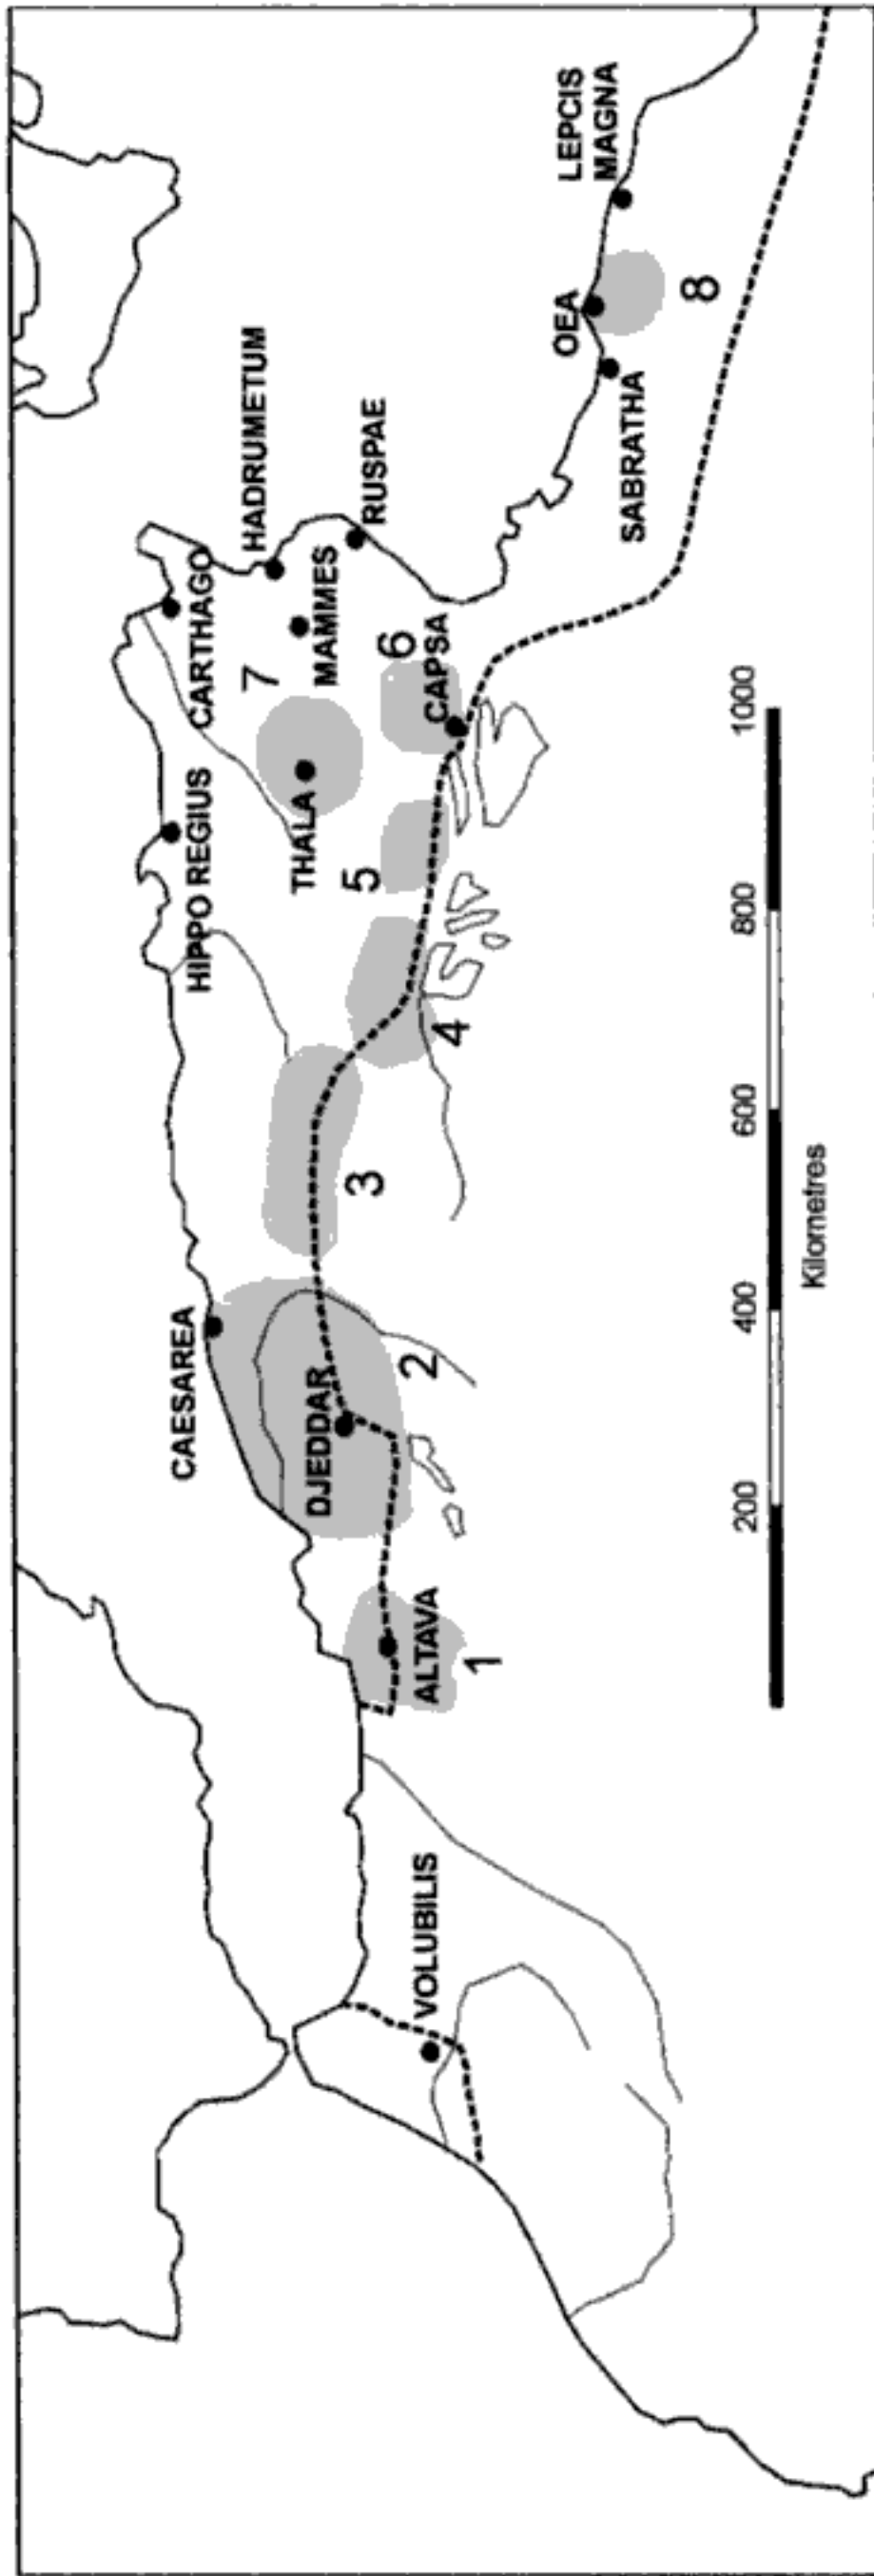 CAESAREA
HIPPO REGIUS
CARTHAGO
HADRUMETUM
7
THALA
MAMMES
RUSPAE
DJEDDAR
3
5
6
CAPSA
ALTAVA
1
2
4
VOLUBILIS
OEA
LEPCIS
MAGNA
SABRATHA
8
200
400
600
800
1000
Kilometres